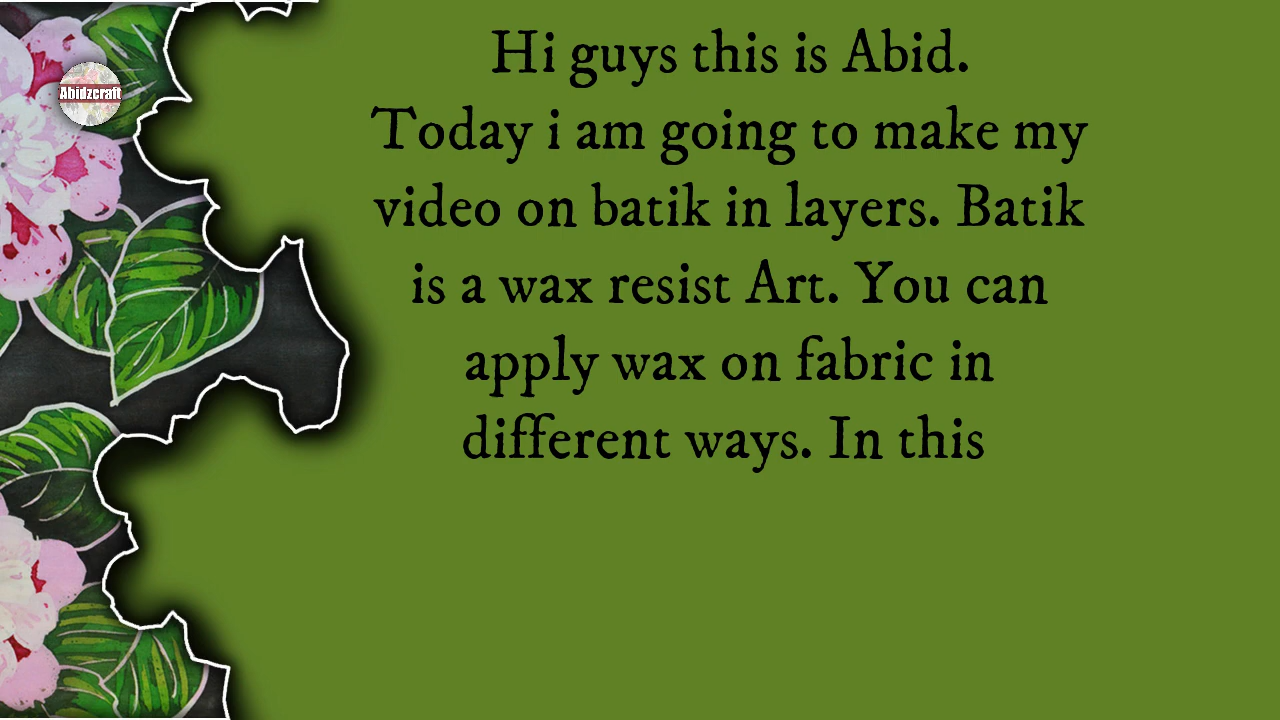 Abidzcraft
Hi guys this is Abid.
Today i am going to make my
video on batik in layers. Batik
is a wax resist Art. You can
apply wax on fabric in
different ways. In this